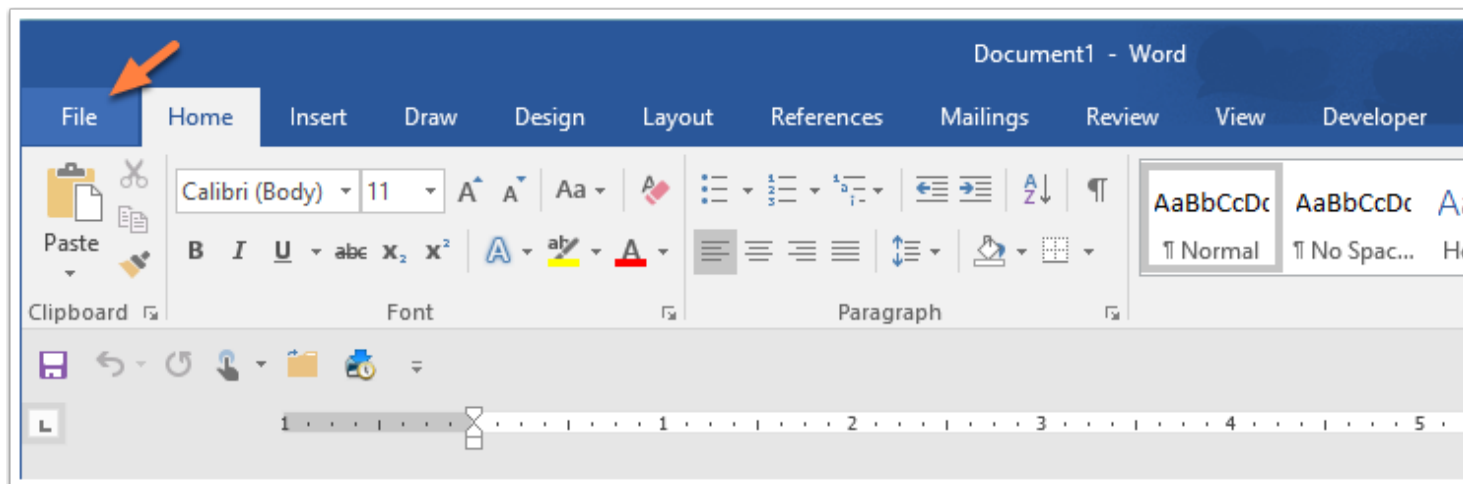 Document1 - Word
File Home Insert Draw Design Layout References Mailings Review View Developer
Calibri (Body) 11 Aa
AaBbCcDc AaBbCcDc
Paste B I U abc X₂ X² A ab A
¶ Normal ¶ No Spac...
Clipboard Font Paragraph
L 1 1 2 3 4 5